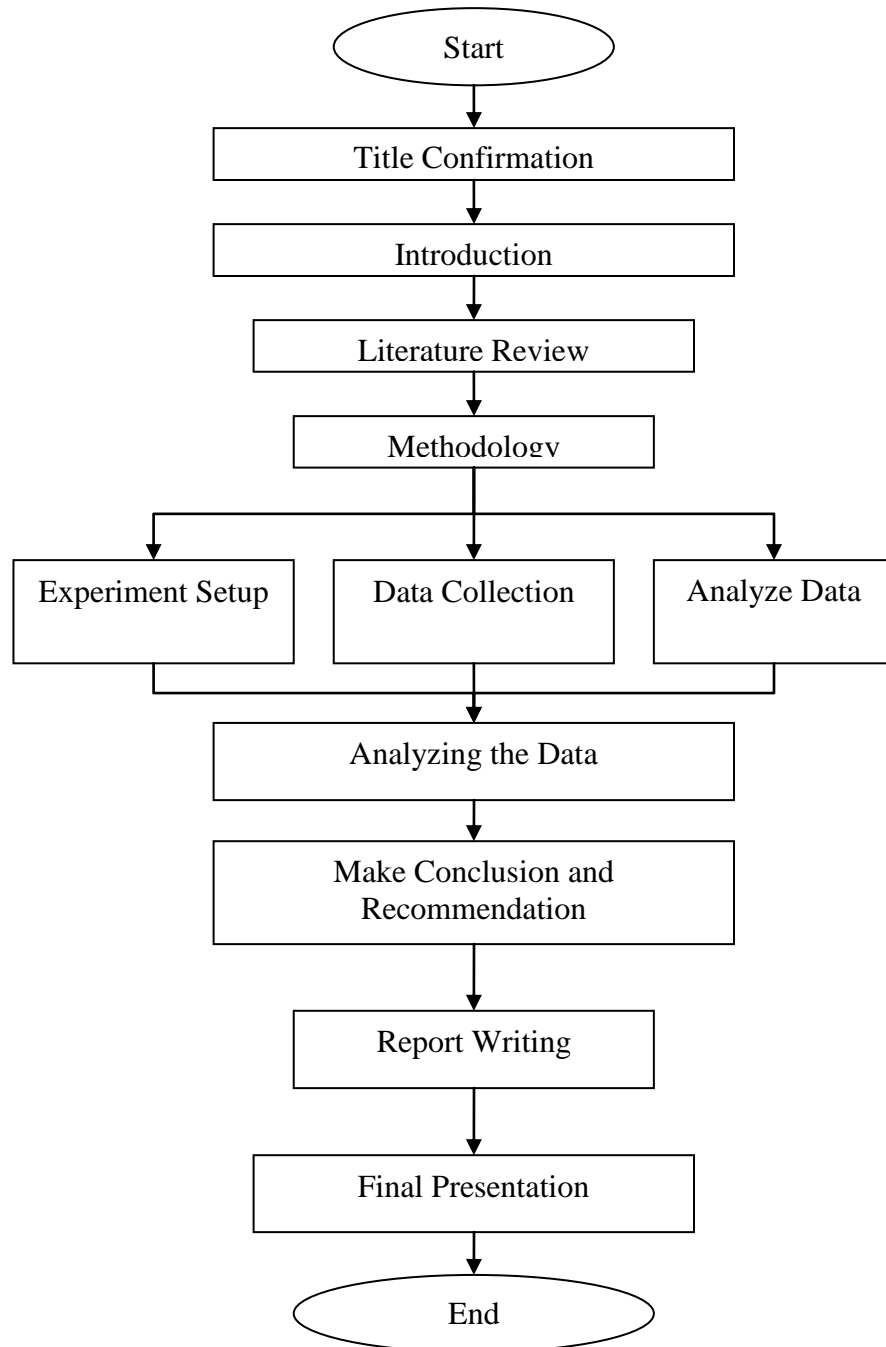 Start
Title Confirmation
Introduction
Literature Review
Methodology
Experiment Setup
Data Collection
Analyze Data
Analyzing the Data
Make Conclusion and
Recommendation
Report Writing
Final Presentation
End